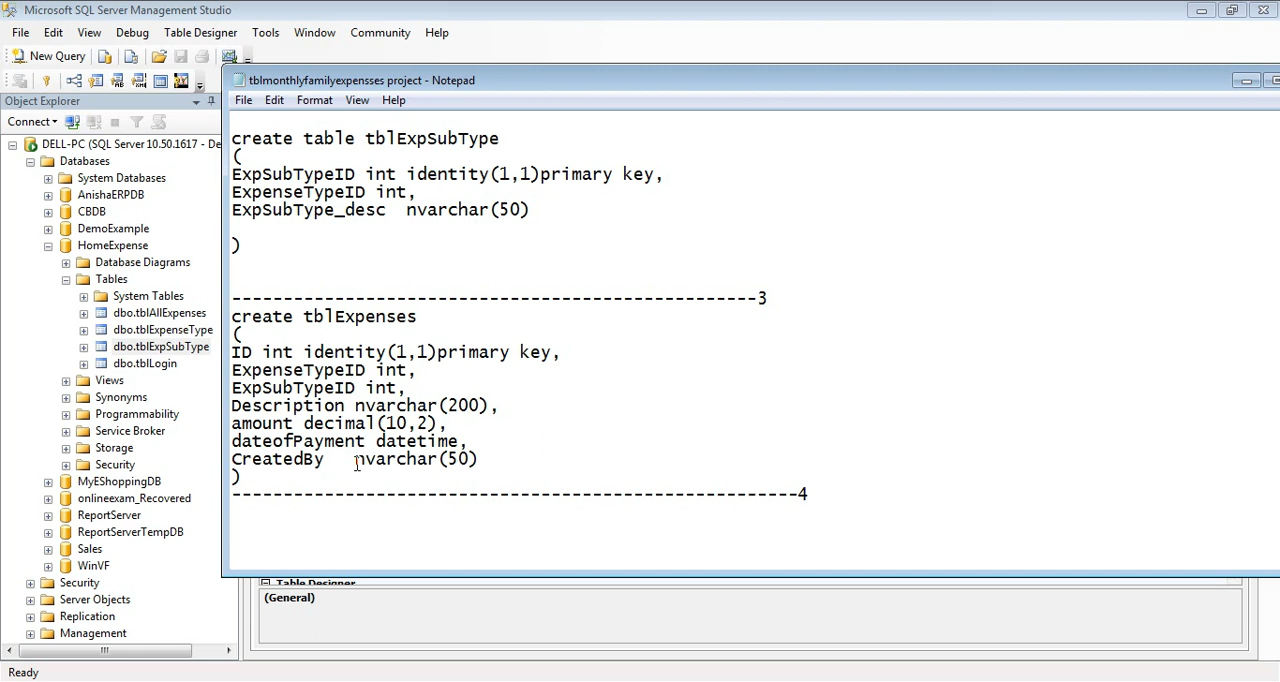 Microsoft SQL Server Management Studio
File Edit View Debug Table Designer Tools Window Community Help
New Query
Object Explorer
Connect
DELL-PC (SQL Server 10.50.1617 - De
Databases
System Databases
AnishaERPDB
CBDB
DemoExample
HomeExpense
Database Diagrams
Tables
System Tables
dbo.tblAllExpenses
dbo.tblExpenseType
dbo.tblExpSubType
dbo.tblLogin
Views
Synonyms
Programmability
Service Broker
Storage
Security
MyEShoppingDB
onlineexam_Recovered
ReportServer
ReportServerTempDB
Sales
WinVF
Security
Server Objects
Replication
Management
Ready
tblmonthlyfamilyexpensses project - Notepad
File Edit Format View Help
create table tblExpSubType
(
ExpSubTypeID int identity(1,1)primary key,
ExpenseTypeID int,
ExpSubType_desc  nvarchar(50)
)
---------------------------------------------------3
create tblExpenses
(
ID int identity(1,1)primary key,
ExpenseTypeID int,
ExpSubTypeID int,
Description nvarchar(200),
amount decimal(10,2),
dateofPayment datetime,
CreatedBy   nvarchar(50)
)
-------------------------------------------------------4
Table Designer
(General)